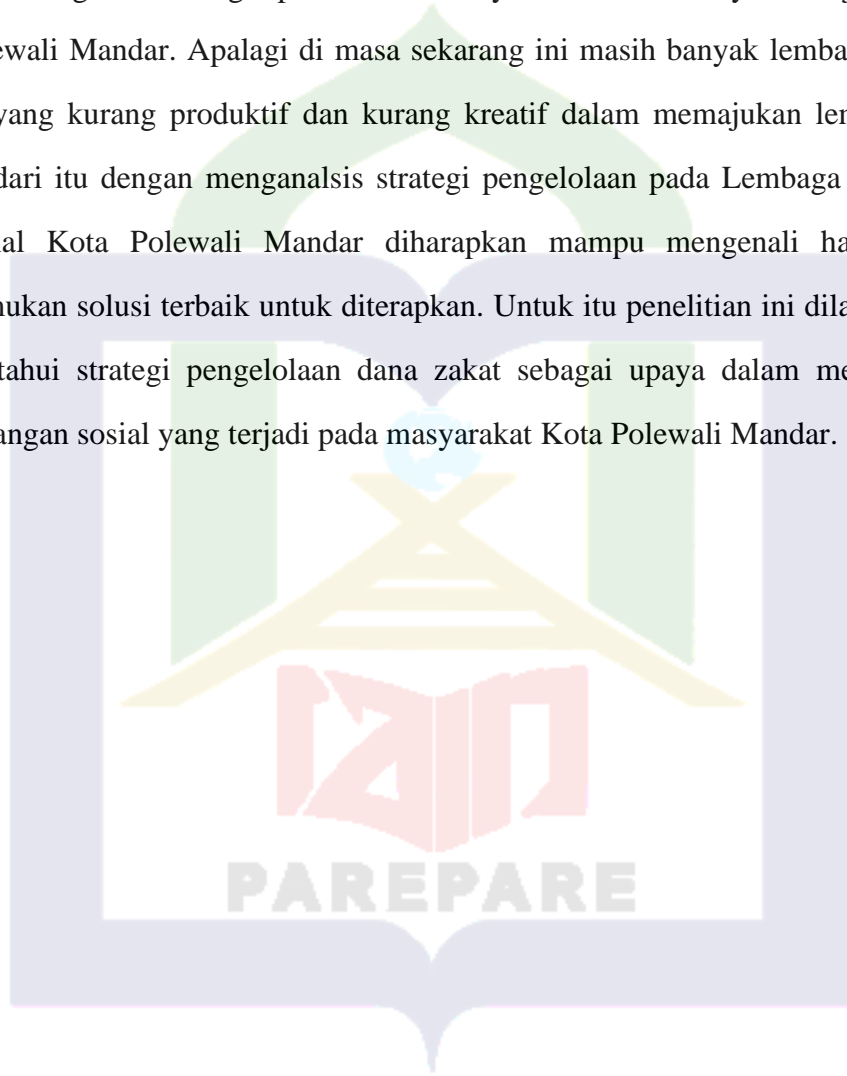 ewali Mandar. Apalagi di masa sekarang ini masih banyak lemba
yang kurang produktif dan kurang kreatif dalam memajukan ler
dari itu dengan menganalsis strategi pengelolaan pada Lembaga
al Kota Polewali Mandar diharapkan mampu mengenali ha
nukan solusi terbaik untuk diterapkan. Untuk itu penelitian ini dila
tahui strategi pengelolaan dana zakat sebagai upaya dalam me
angan sosial yang terjadi pada masyarakat Kota Polewali Mandar.
iain
PAREPARE